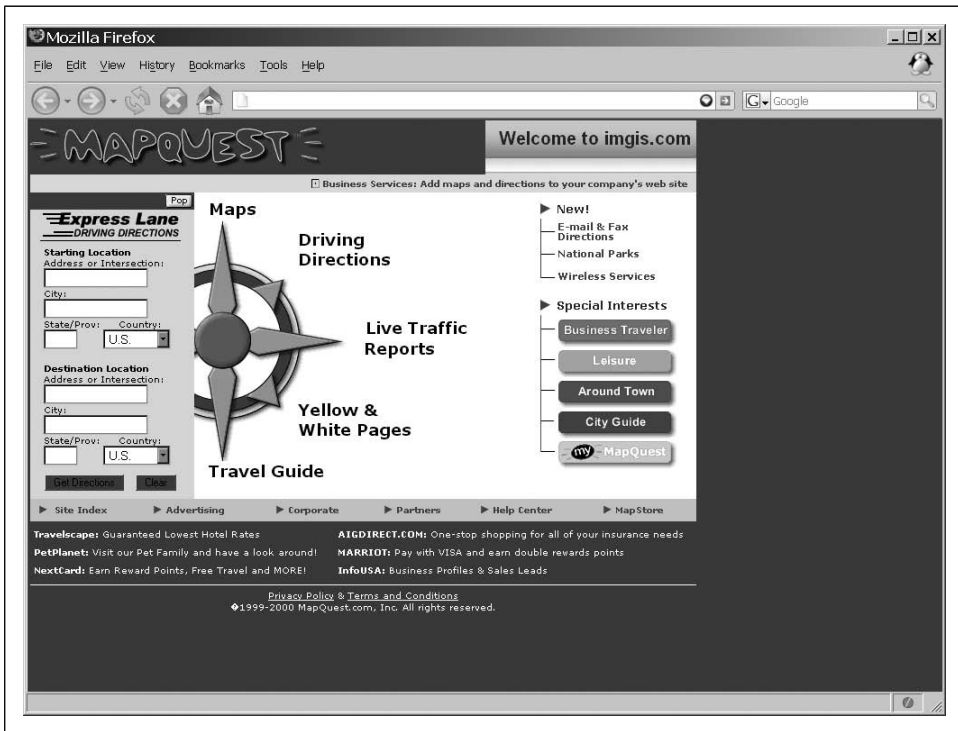 Mozilla Firefox
File Edit View History Bookmarks Tools Help
G Google
MAPQUEST
Welcome to imgis.com
Business Services: Add maps and directions to your company's web site
Pop
Express Lane
DRIVING DIRECTIONS
Starting Location
Address or Intersection:
City:
State/Prov: Country:
U.S.
Destination Location
Address or Intersection:
City:
State/Prov: Country:
U.S.
Get Directions Clear
Maps
Driving
Directions
Live Traffic
Reports
Yellow &
White Pages
Travel Guide
New!
E-mail & Fax
Directions
National Parks
Wireless Services
Special Interests
Business Traveler
Leisure
Around Town
City Guide
my MapQuest
Site Index Advertising Corporate Partners Help Center MapStore
Travelscape: Guaranteed Lowest Hotel Rates
AIGDIRECT.COM: One-stop shopping for all of your insurance needs
PetPlanet: Visit our Pet Family and have a look around!
MARRIOT: Pay with VISA and earn double rewards points
NextCard: Earn Reward Points, Free Travel and MORE!
InfoUSA: Business Profiles & Sales Leads
Privacy Policy & Terms and Conditions
�1999-2000 MapQuest.com, Inc. All rights reserved.